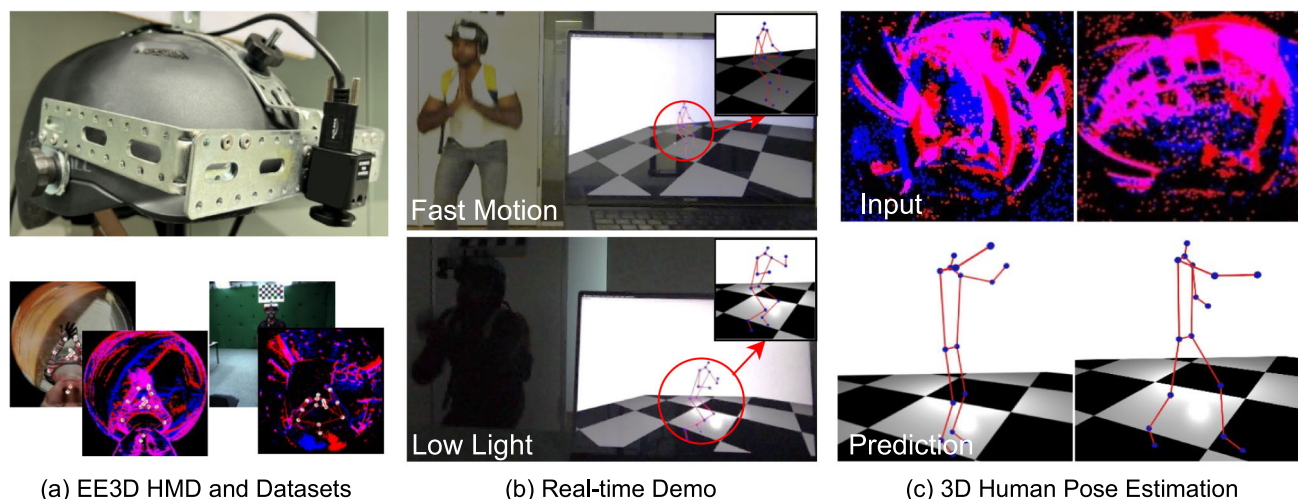 Fast Motion
Input
Low Light
Prediction
(a) EE3D HMD and Datasets
(b) Real-time Demo
(c) 3D Human Pose Estimation